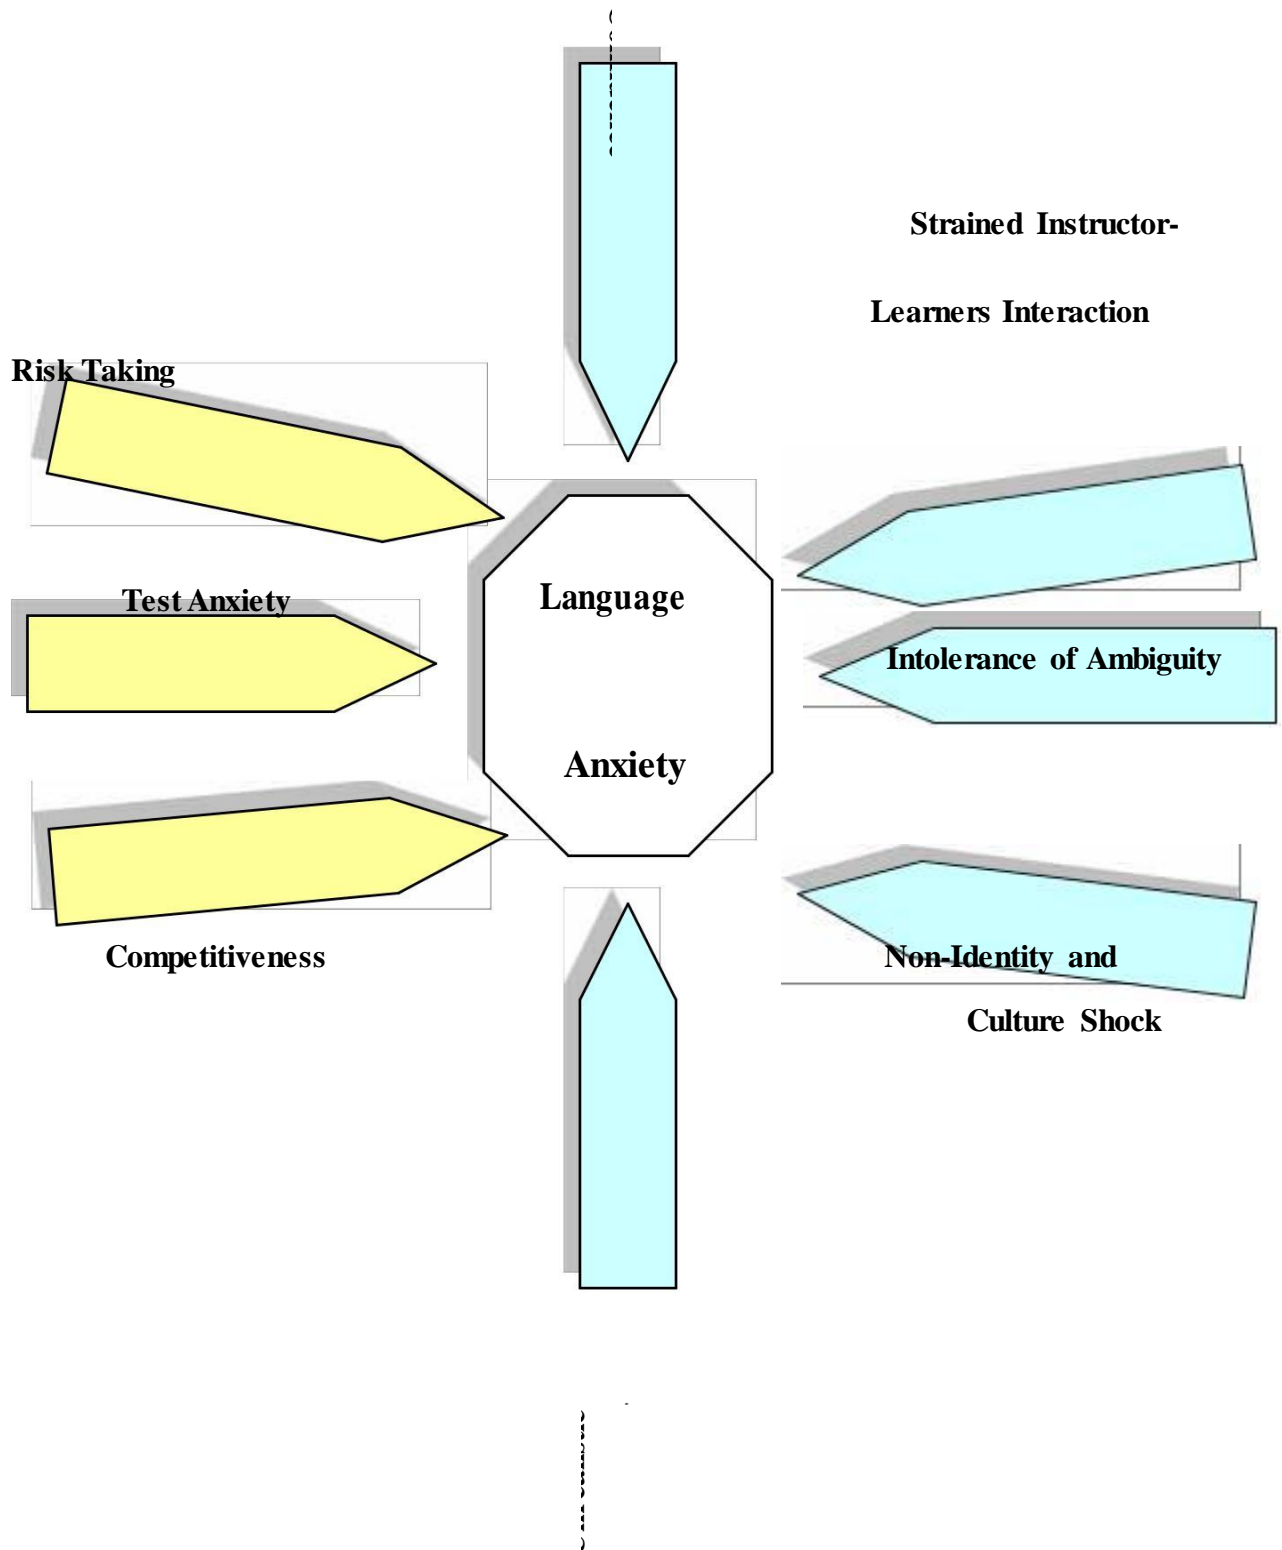 Strained Instructor-
Learners Interaction
Risk Taking
Test Anxiety
Language
Anxiety
Intolerance of Ambiguity
Competitiveness
Non-Identity and
Culture Shock